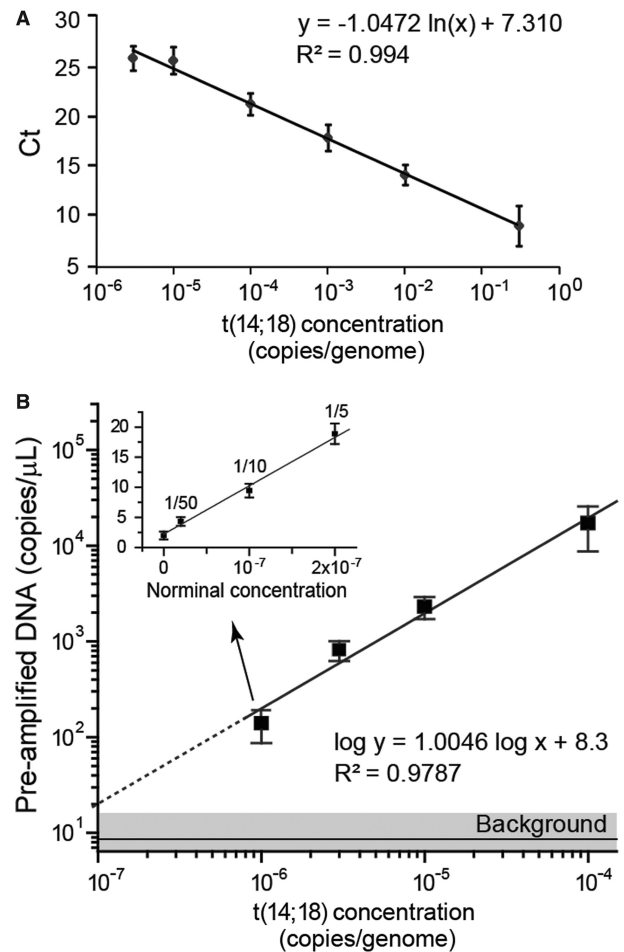 A
y = -1.0472 ln(x) + 7.310
R² = 0.994
30
25
20
15
10
5
Ct
10⁻⁶ 10⁻⁵ 10⁻⁴ 10⁻³ 10⁻² 10⁻¹ 10⁰
t(14;18) concentration
(copies/genome)
B
20
15
10
5
0
1/50
1/10
1/5
0 10⁻⁷ 2x10⁻⁷
Norminal concentration
10⁵
10⁴
10³
10²
10¹
Pre-amplified DNA (copies/µL)
log y = 1.0046 log x + 8.3
R² = 0.9787
Background
10⁻⁷ 10⁻⁶ 10⁻⁵ 10⁻⁴
t(14;18) concentration
(copies/genome)